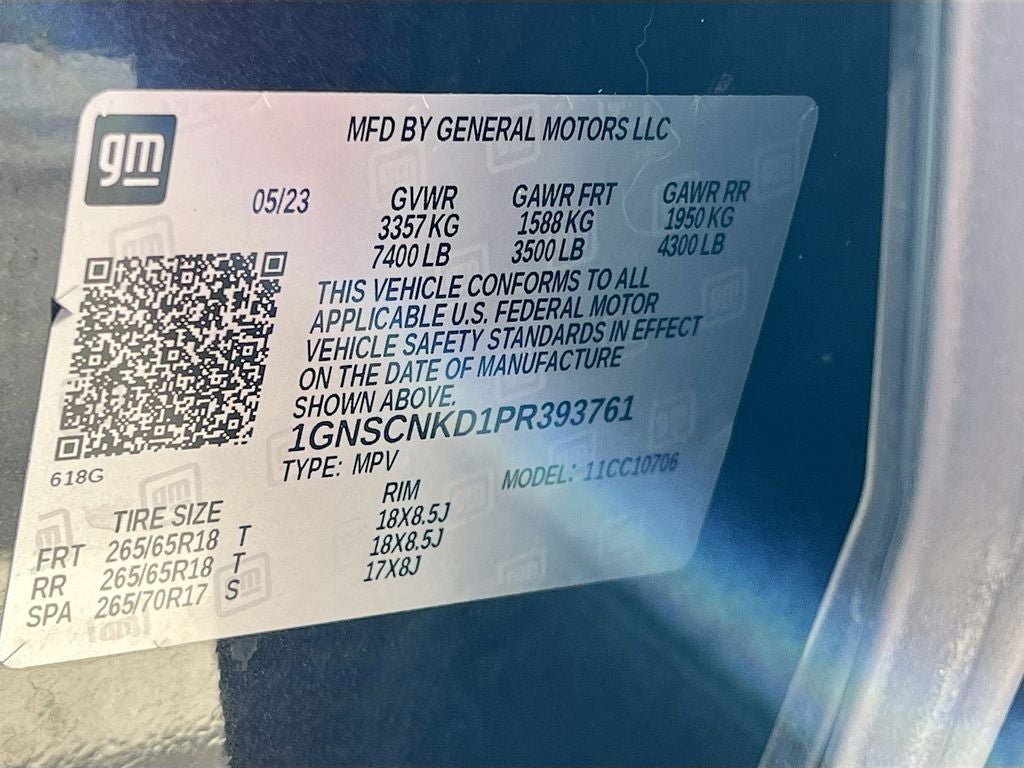 gm
MFD BY GENERAL MOTORS LLC
05/23 GVWR GAWR FRT GAWR RR
3357 KG 1588 KG 1950 KG
7400 LB 3500 LB 4300 LB
THIS VEHICLE CONFORMS TO ALL
APPLICABLE U.S. FEDERAL MOTOR
VEHICLE SAFETY STANDARDS IN EFFECT
ON THE DATE OF MANUFACTURE
SHOWN ABOVE.
1GNSCNKD1PR393761
618G
TYPE: MPV MODEL: 11CC10706
TIRE SIZE RIM
FRT 265/65R18 T 18X8.5J
RR 265/65R18 T 18X8.5J
SPA 265/70R17 S 17X8J